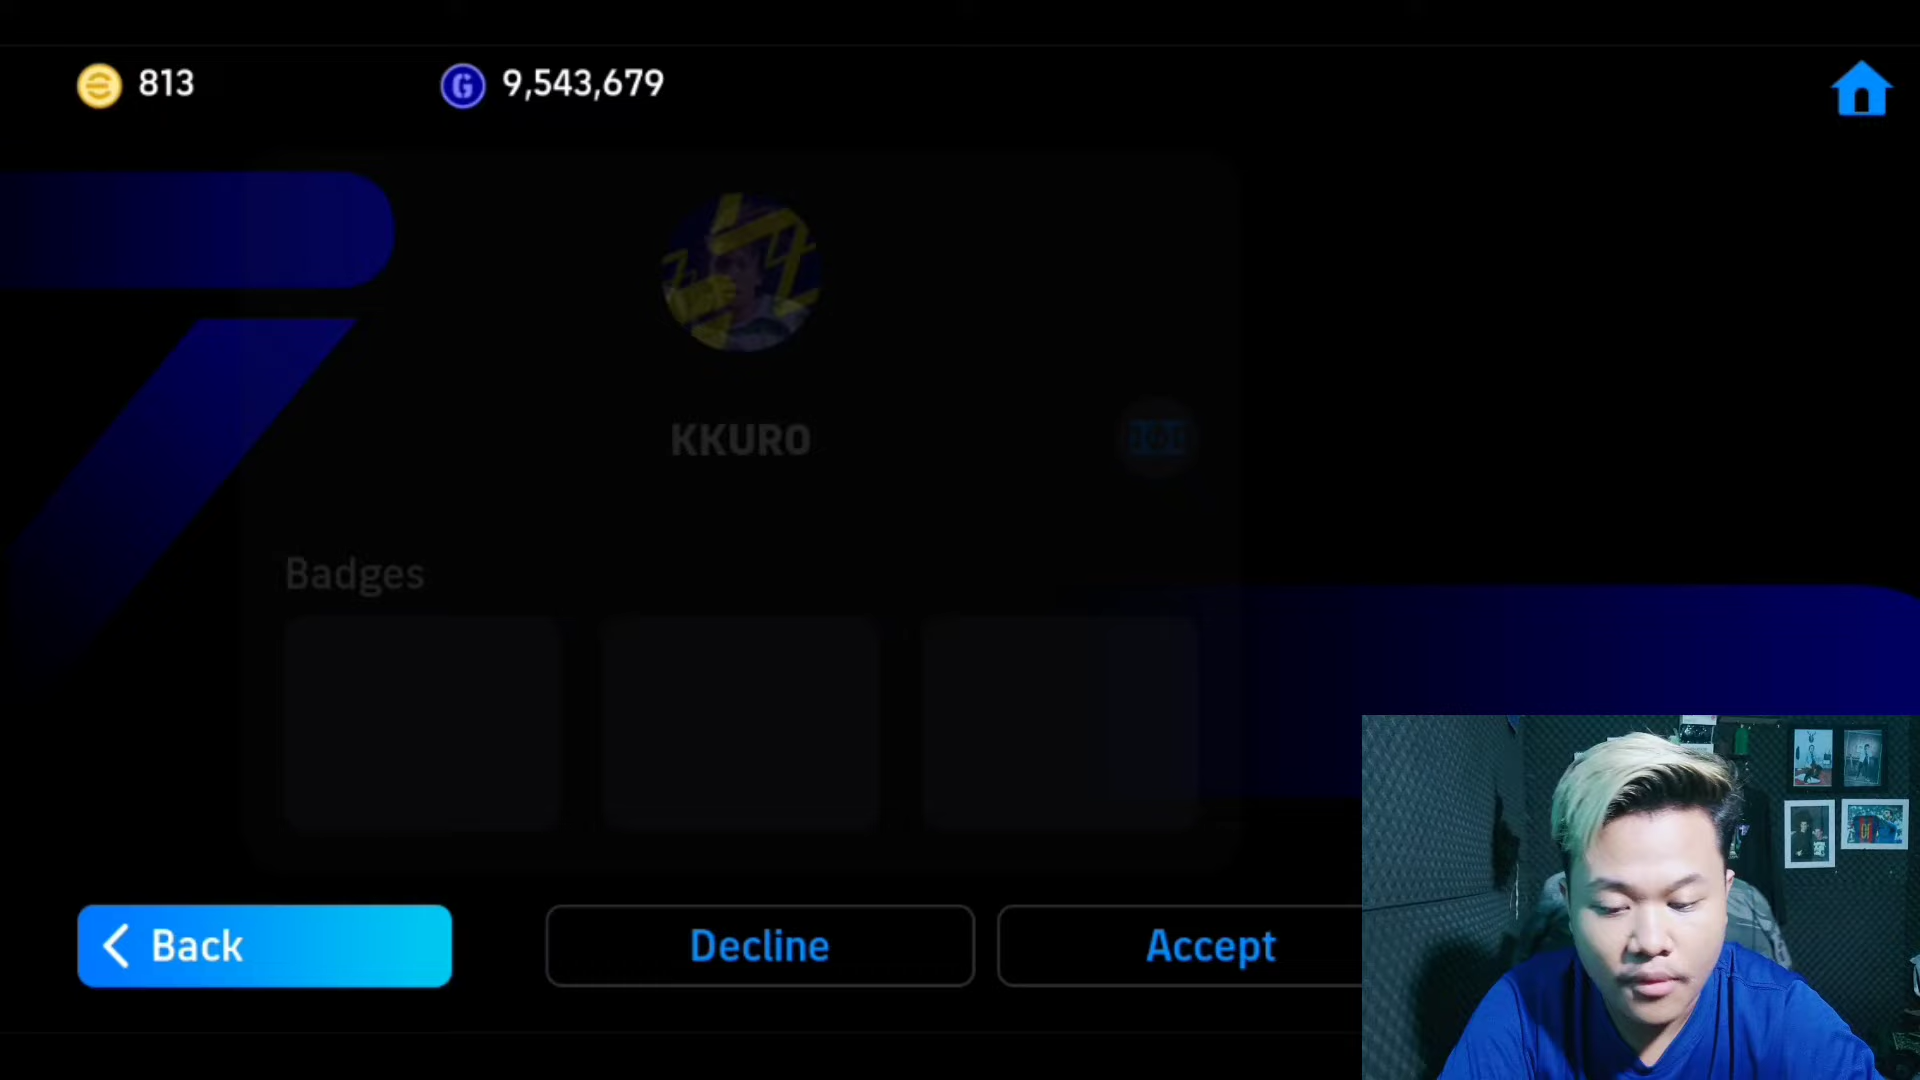 813
9,543,679
KKURO
Badges
Back
Decline
Accept